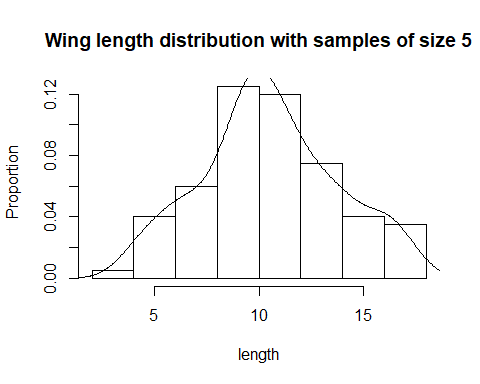 Wing length distribution with samples of size 5
Proportion
0.12
0.08
0.04
0.00
5 10 15
length